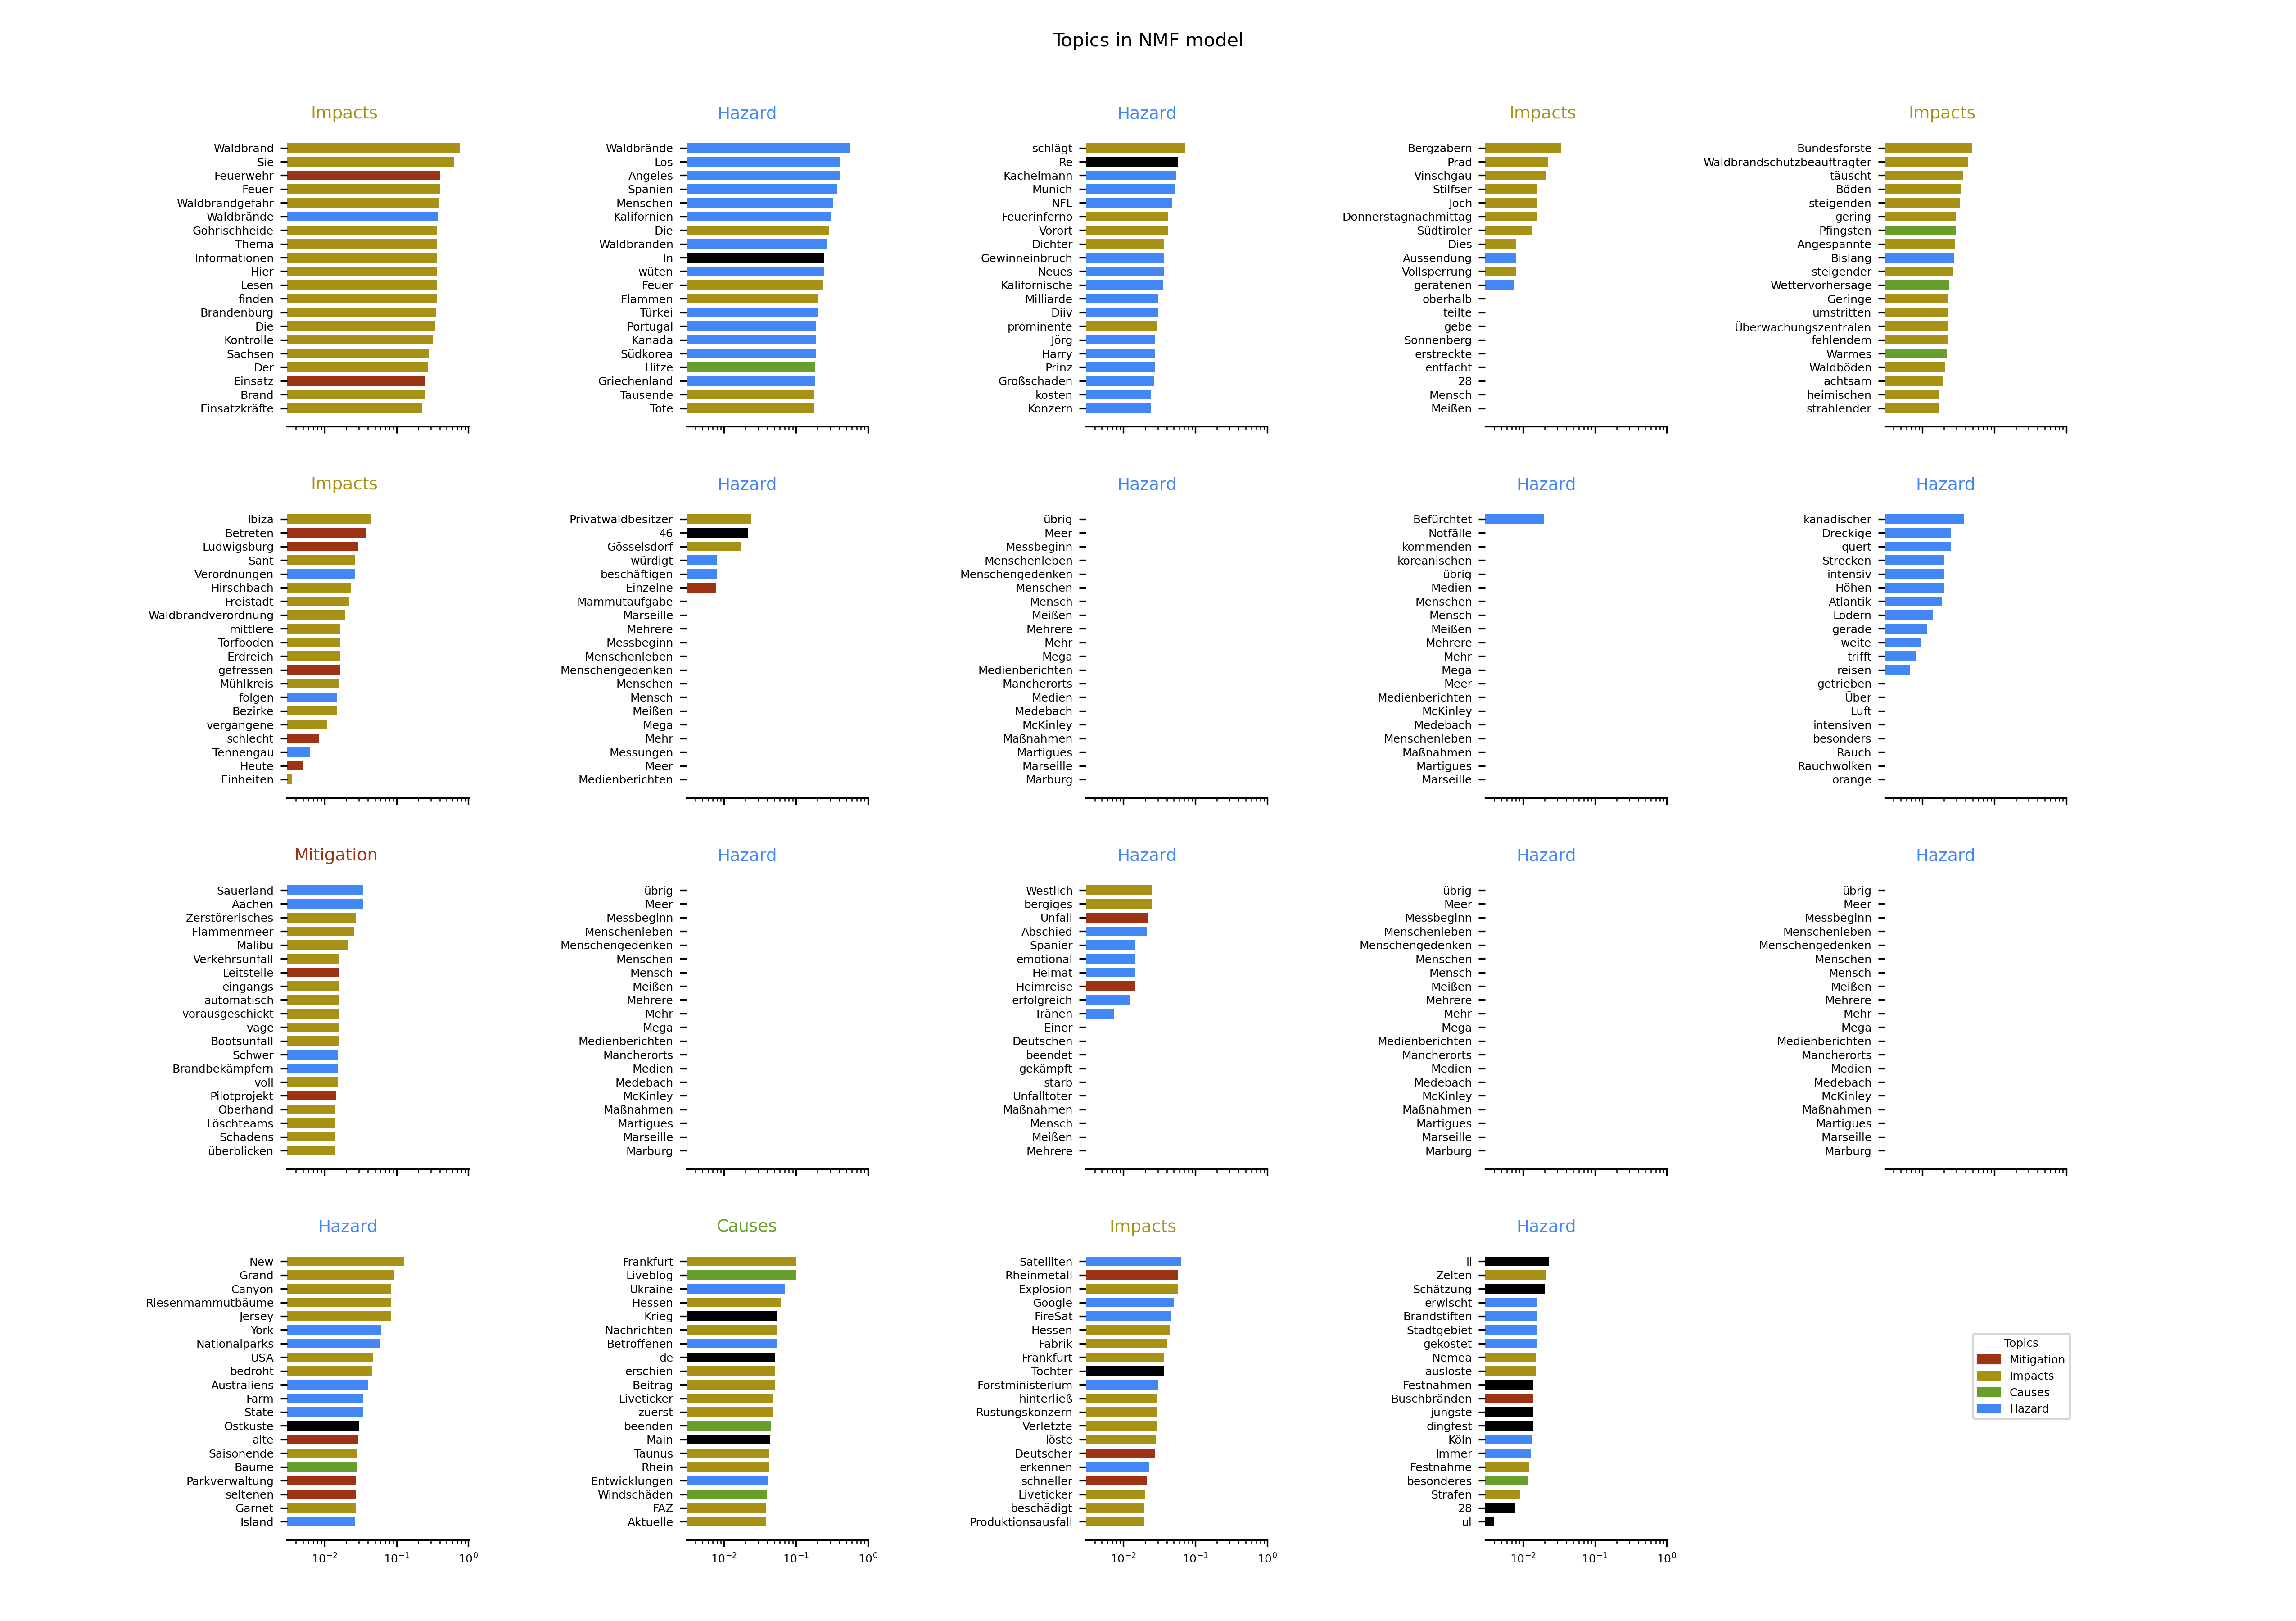 Topics in NMF model
Impacts
Waldbrand
Sie
Feuerwehr
Feuer
Waldbrandgefahr
Waldbrände
Gohrischheide
Thema
Informationen
Hier
Lesen
finden
Brandenburg
Die
Kontrolle
Sachsen
Der
Einsatz
Brand
Einsatzkräfte
Hazard
Waldbrände
Los
Angeles
Spanien
Menschen
Kalifornien
Die
Waldbränden
In
wüten
Feuer
Flammen
Türkei
Portugal
Kanada
Südkorea
Hitze
Griechenland
Tausende
Tote
Hazard
schlägt
Re
Kachelmann
Munich
NFL
Feuerinferno
Vorort
Dichter
Gewinneinbruch
Neues
Kalifornische
Milliarde
Diiv
prominente
Jörg
Harry
Prinz
Großschaden
kosten
Konzern
Impacts
Bergzabern
Prad
Vinschgau
Stilfser
Joch
Donnerstagnachmittag
Südtiroler
Dies
Aussendung
Vollsperrung
geratenen
oberhalb
teilte
gebe
Sonnenberg
erstreckte
entfacht
28
Mensch
Meißen
Impacts
Bundesforste
Waldbrandschutzbeauftragter
täuscht
Böden
steigenden
gering
Pfingsten
Angespannte
Bislang
steigender
Wettervorhersage
Geringe
umstritten
Überwachungszentralen
fehlendem
Warmes
Waldböden
achtsam
heimischen
strahlender
Impacts
Ibiza
Betreten
Ludwigsburg
Sant
Verordnungen
Hirschbach
Freistadt
Waldbrandverordnung
mittlere
Torfboden
Erdreich
gefressen
Mühlkreis
folgen
Bezirke
vergangene
schlecht
Tennengau
Heute
Einheiten
Hazard
Privatwaldbesitzer
46
Gösselsdorf
würdigt
beschäftigen
Einzelne
Mammutaufgabe
Marseille
Mehrere
Messbeginn
Menschenleben
Menschengedenken
Menschen
Mensch
Meißen
Mega
Mehr
Messungen
Meer
Medienberichten
Hazard
übrig
Meer
Messbeginn
Menschenleben
Menschengedenken
Menschen
Mensch
Meißen
Mehrere
Mehr
Mega
Medienberichten
Mancherorts
Medien
Medebach
McKinley
Maßnahmen
Martigues
Marseille
Marburg
Hazard
Befürchtet
Notfälle
kommenden
koreanischen
übrig
Medien
Menschen
Mensch
Meißen
Mehrere
Mehr
Mega
Meer
Medienberichten
McKinley
Medebach
Menschenleben
Maßnahmen
Martigues
Marseille
Hazard
kanadischer
Dreckige
quert
Strecken
intensiv
Höhen
Atlantik
Lodern
gerade
weite
trifft
reisen
getrieben
Über
Luft
intensiven
besonders
Rauch
Rauchwolken
orange
Mitigation
Sauerland
Aachen
Zerstörerisches
Flammenmeer
Malibu
Verkehrsunfall
Leitstelle
eingangs
automatisch
vorausgeschickt
vage
Bootsunfall
Schwer
Brandbekämpfern
voll
Pilotprojekt
Oberhand
Löschteams
Schadens
überblicken
Hazard
übrig
Meer
Messbeginn
Menschenleben
Menschengedenken
Menschen
Mensch
Meißen
Mehrere
Mehr
Mega
Medienberichten
Mancherorts
Medien
Medebach
McKinley
Maßnahmen
Martigues
Marseille
Marburg
Hazard
Westlich
bergiges
Unfall
Abschied
Spanier
emotional
Heimat
Heimreise
erfolgreich
Tränen
Einer
Deutschen
beendet
gekämpft
starb
Unfalltoter
Maßnahmen
Mensch
Meißen
Mehrere
Hazard
übrig
Meer
Messbeginn
Menschenleben
Menschengedenken
Menschen
Mensch
Meißen
Mehrere
Mehr
Mega
Medienberichten
Mancherorts
Medien
Medebach
McKinley
Maßnahmen
Martigues
Marseille
Marburg
Hazard
übrig
Meer
Messbeginn
Menschenleben
Menschengedenken
Menschen
Mensch
Meißen
Mehrere
Mehr
Mega
Medienberichten
Mancherorts
Medien
Medebach
McKinley
Maßnahmen
Martigues
Marseille
Marburg
Hazard
New
Grand
Canyon
Riesenmammutbäume
Jersey
York
Nationalparks
USA
bedroht
Australiens
Farm
State
Ostküste
alte
Saisonende
Bäume
Parkverwaltung
seltenen
Garnet
Island
10⁻² 10⁻¹ 10⁰
Causes
Frankfurt
Liveblog
Ukraine
Hessen
Krieg
Nachrichten
Betroffenen
de
erschien
Beitrag
Liveticker
zuerst
beenden
Main
Taunus
Rhein
Entwicklungen
Windschäden
FAZ
Aktuelle
10⁻² 10⁻¹ 10⁰
Impacts
Satelliten
Rheinmetall
Explosion
Google
FireSat
Hessen
Fabrik
Frankfurt
Tochter
Forstministerium
hinterließ
Rüstungskonzern
Verletzte
löste
Deutscher
erkennen
schneller
Liveticker
beschädigt
Produktionsausfall
10⁻² 10⁻¹ 10⁰
Hazard
li
Zelten
Schätzung
erwischt
Brandstiften
Stadtgebiet
gekostet
Nemea
auslöste
Festnahmen
Buschbränden
jüngste
dingfest
Köln
Immer
Festnahme
besonderes
Strafen
28
ul
10⁻² 10⁻¹ 10⁰
Topics
Mitigation
Impacts
Causes
Hazard